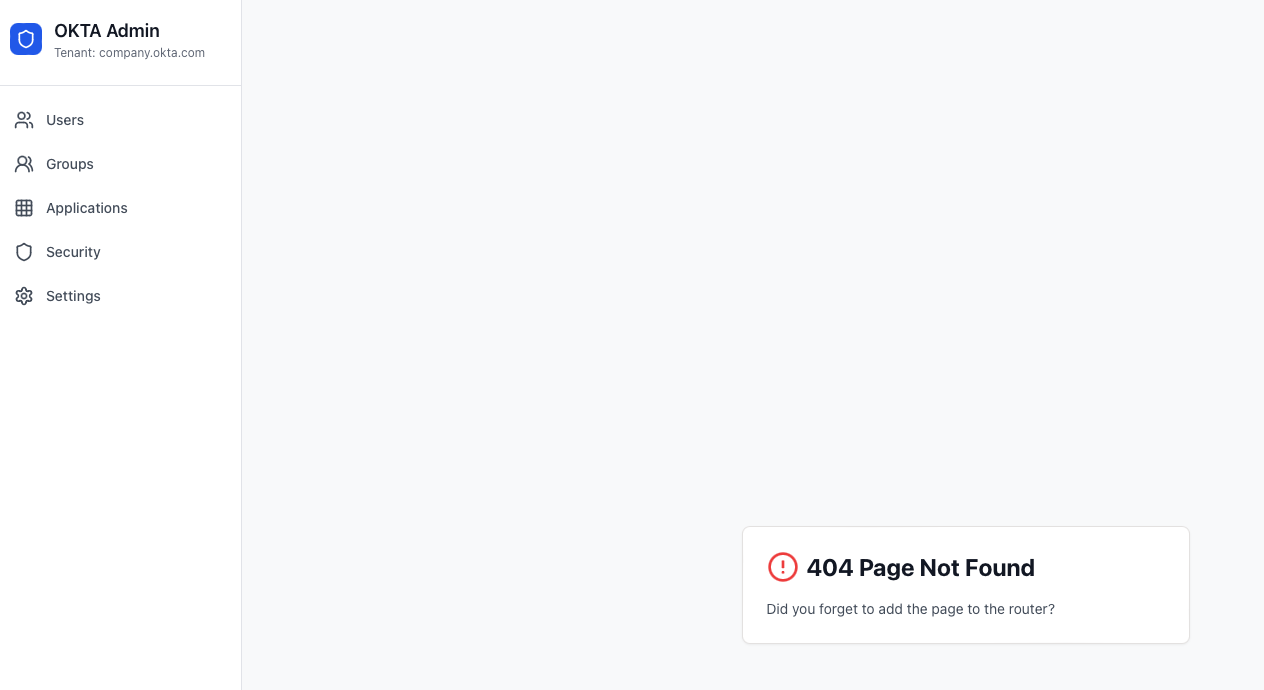 OKTA Admin
Tenant: company.okta.com
Users
Groups
Applications
Security
Settings
404 Page Not Found
Did you forget to add the page to the router?